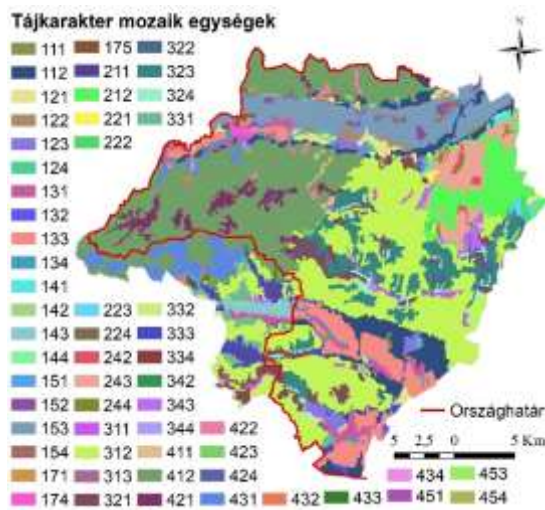 Tájkarakter mozaik egységek
N
111 175 322
112 211 323
121 212 324
122 221 331
123 222
124
131
132
133
134
141
142 223 332
143 224 333
144 242 334
151 243 342
152 244 343
153 311 344 422
154 312 411 423
171 313 412 424
174 321 421 431 432 433
Országhatár
5 2,5 0 5 Km
434 453
451 454